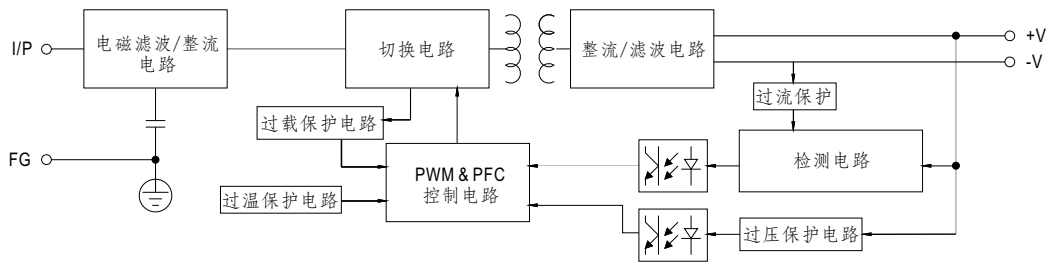 I/P
电磁滤波/整流
电路
切换电路
整流/滤波电路
+V
-V
过流保护
过载保护电路
FG
PWM & PFC
控制电路
检测电路
过温保护电路
过压保护电路